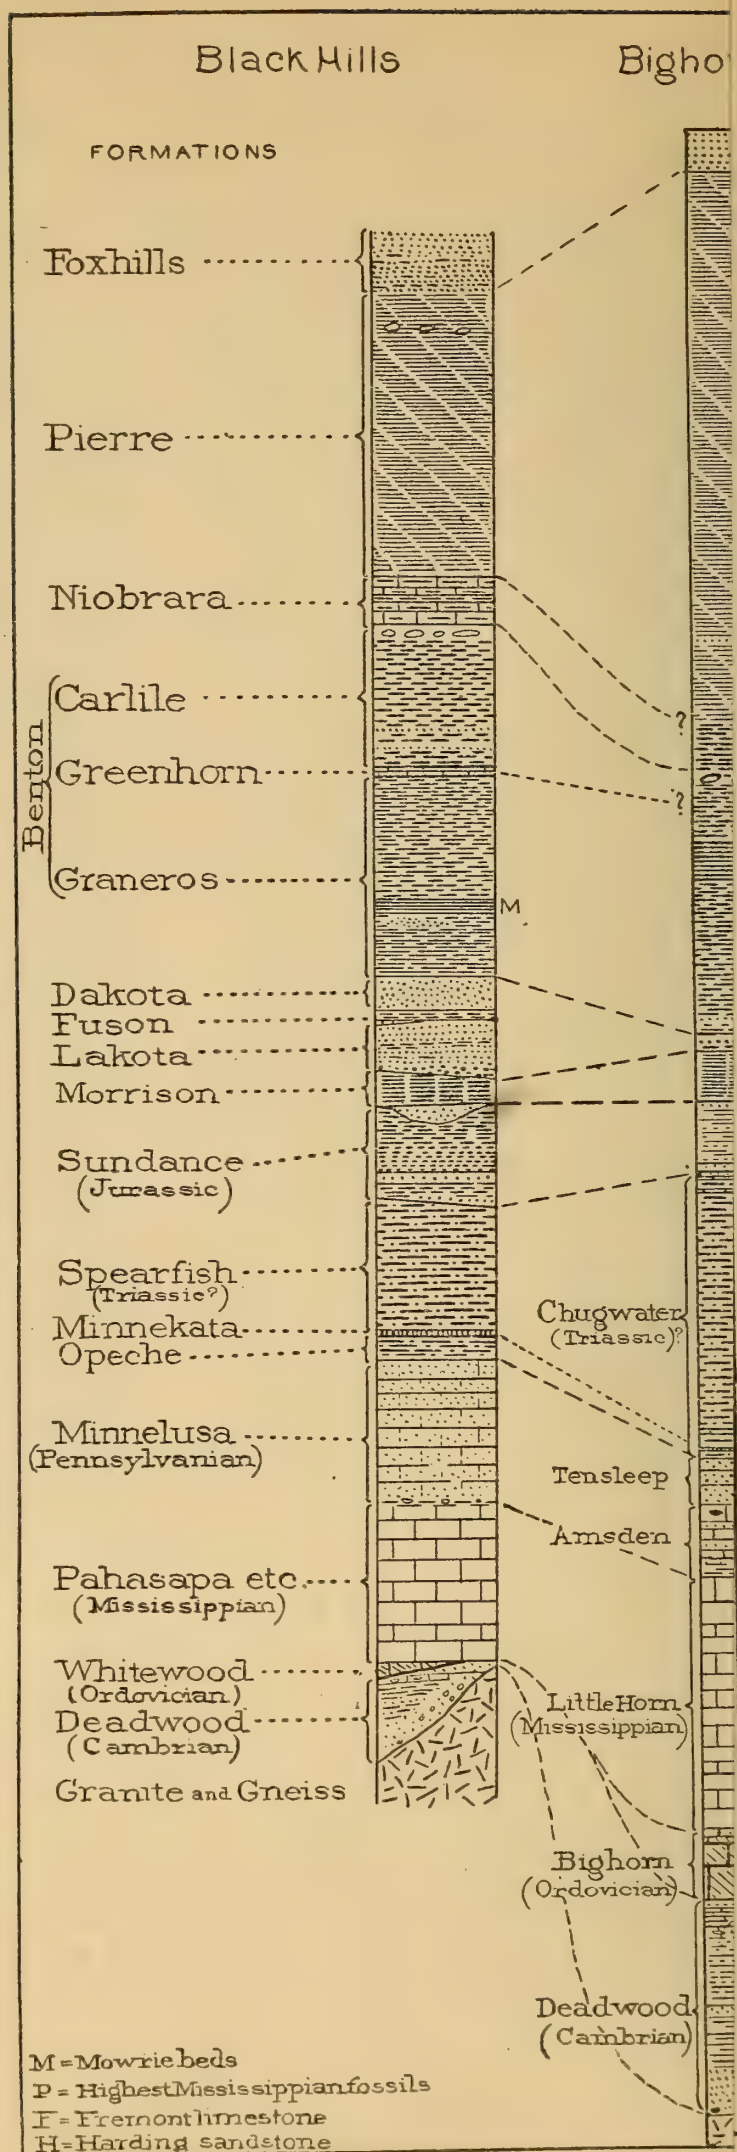 Black Hills
FORMATIONS
Foxhills
Pierre
Niobrara
Benton
Carlile
Greenhorn
Graneros
M
Dakota
Fuson
Lakota
Morrison
Sundance
(Jurassic)
Spearfish
(Triassic?)
Minnekata
Opeche
Minnelusa
(Pennsylvanian)
Pahasapa etc.
(Mississippian)
Whitewood
(Ordovician)
Deadwood
(Cambrian)
Granite and Gneiss
Bigho
?
?
Chugwater
(Triassic)?
Tensleep
Amsden
Little Horn
(Mississippian)
Bighorn
(Ordovician)
Deadwood
(Cambrian)
M = Mowrie beds
P = Highest Mississippian fossils
F = Fremont limestone
H = Harding sandstone